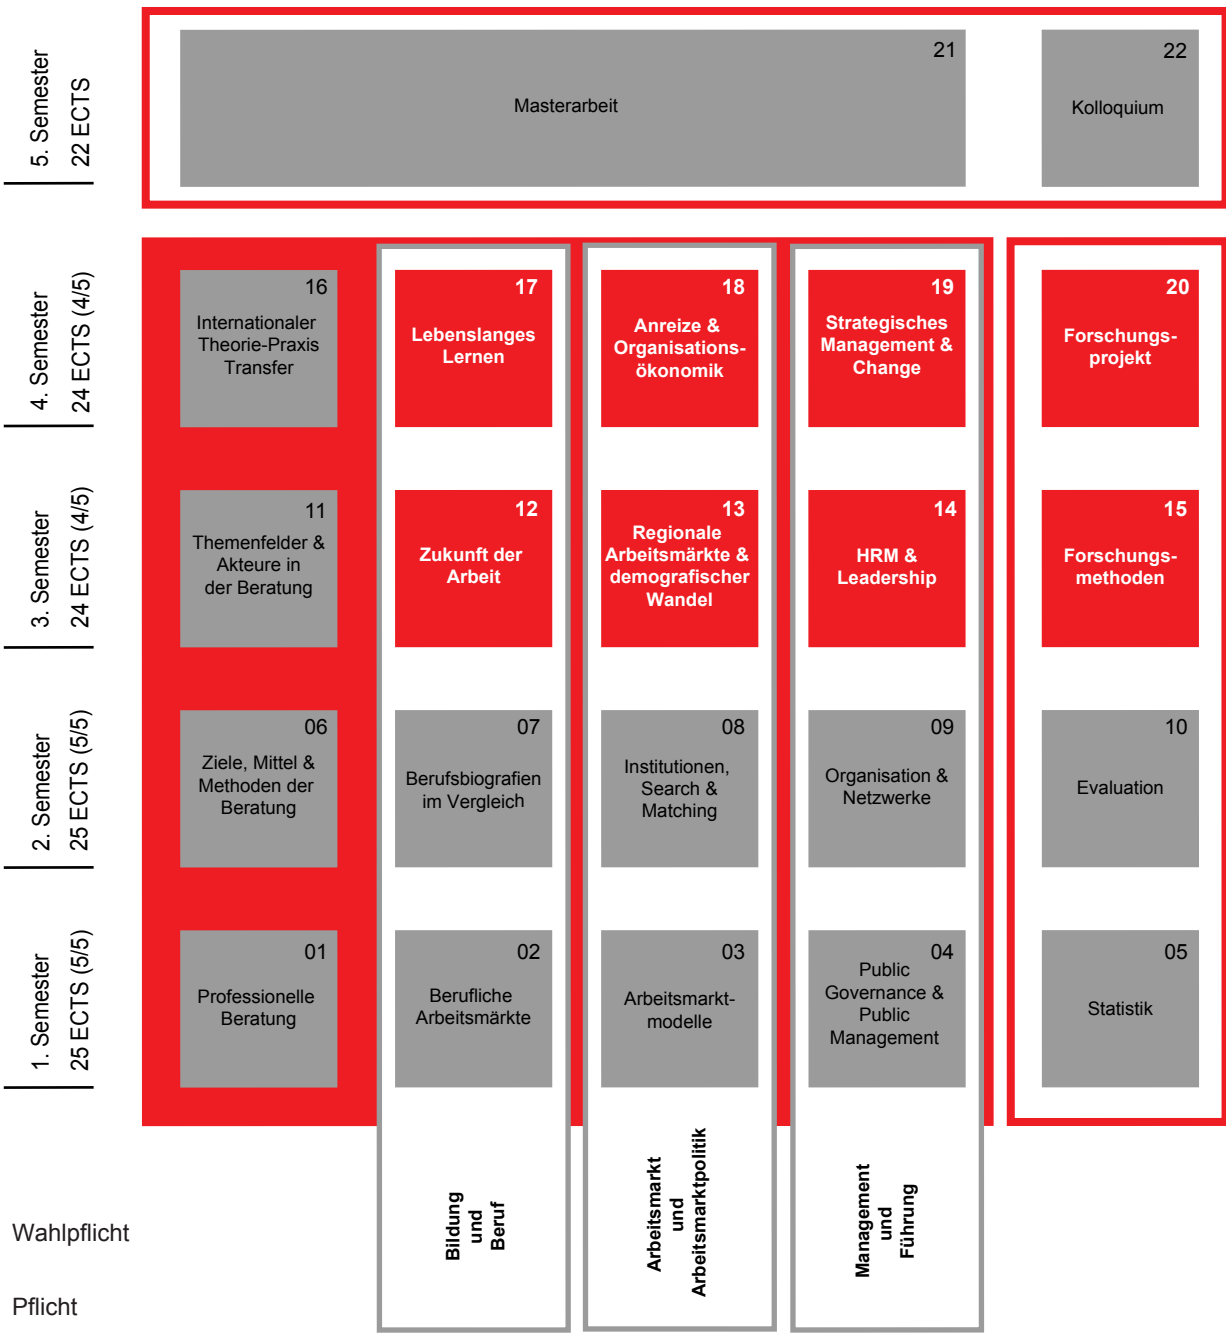 5. Semester
22 ECTS
21
Masterarbeit
22
Kolloquium
4. Semester
24 ECTS (4/5)
16
Internationaler
Theorie-Praxis
Transfer
17
Lebenslanges
Lernen
18
Anreize &
Organisations-
ökonomik
19
Strategisches
Management &
Change
20
Forschungs-
projekt
3. Semester
24 ECTS (4/5)
11
Themenfelder &
Akteure in
der Beratung
12
Zukunft der
Arbeit
13
Regionale
Arbeitsmärkte &
demografischer
Wandel
14
HRM &
Leadership
15
Forschungs-
methoden
2. Semester
25 ECTS (5/5)
06
Ziele, Mittel &
Methoden der
Beratung
07
Berufsbiografien
im Vergleich
08
Institutionen,
Search &
Matching
09
Organisation &
Netzwerke
10
Evaluation
1. Semester
25 ECTS (5/5)
01
Professionelle
Beratung
02
Berufliche
Arbeitsmärkte
03
Arbeitsmarkt-
modelle
04
Public
Governance &
Public
Management
05
Statistik
Bildung
und
Beruf
Arbeitsmarkt
und
Arbeitsmarktpolitik
Management
und
Führung
Wahlpflicht
Pflicht